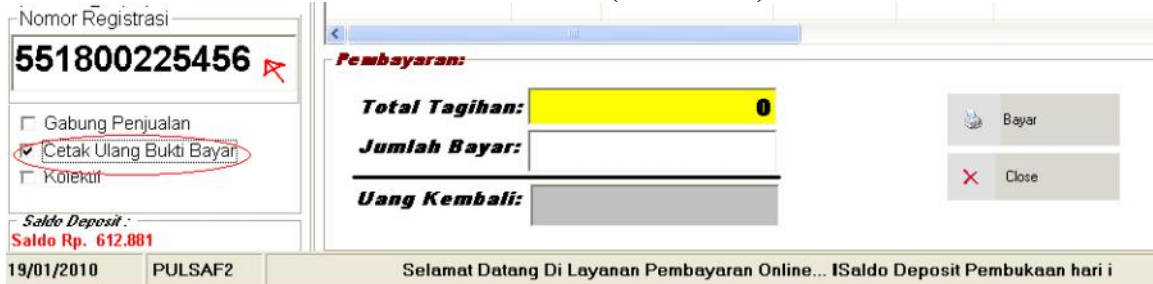 Nomor Registrasi
551800225456
Gabung Penjualan
Cetak Ulang Bukti Bayar
Kolektif
Saldo Deposit :
Saldo Rp. 612.881
Pembayaran:
Total Tagihan: 0
Jumlah Bayar:
Uang Kembali:
Bayar
Close
19/01/2010 PULSAF2 Selamat Datang Di Layanan Pembayaran Online... !Saldo Deposit Pembukaan hari i